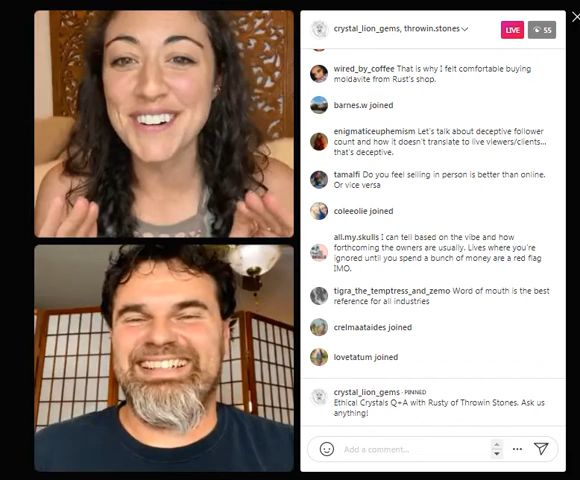 crystal_lion_gems, throwin.stones
LIVE
55
wired_by_coffee That is why I felt comfortable buying
moldavite from Rust's shop.
barnes.w joined
enigmaticeuphemism Let's talk about deceptive follower
count and how it doesn't translate to live viewers/clients...
that's deceptive.
tamalfi Do you feel selling in person is better than online.
Or vice versa
coleeolie joined
all.my.skulls I can tell based on the vibe and how
forthcoming the owners are usually. Lives where you're
ignored until you spend a bunch of money are a red flag
IMO.
tigra_the_temptress_and_zemo Word of mouth is the best
reference for all industries
crelmaataides joined
lovetatum joined
crystal_lion_gems · PINNED
Ethical Crystals Q+A with Rusty of Throwin Stones. Ask us
anything!
Add a comment...